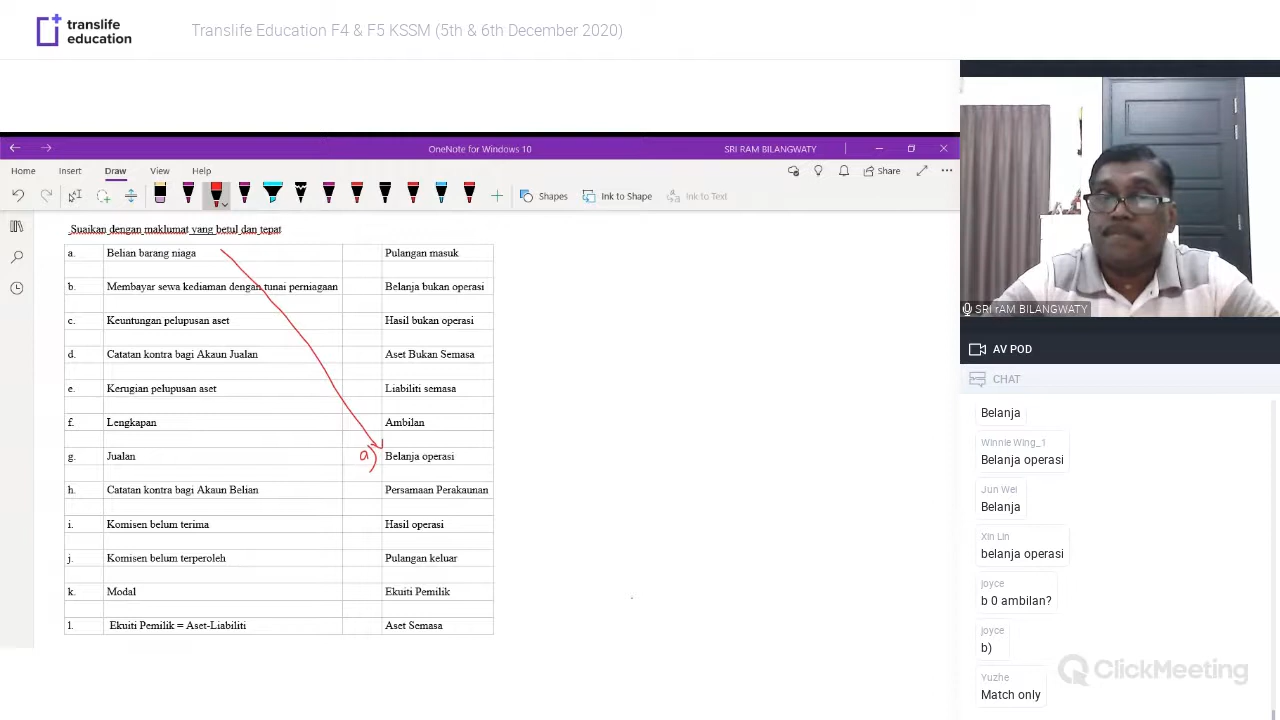 translife
education
Translife Education F4 & F5 KSSM (5th & 6th December 2020)
OneNote for Windows 10
SRI RAM BILANGWATY
Home Insert Draw View Help
Share
Shapes Ink to Shape Ink to Text
Suaikan dengan maklumat yang betul dan tepat
a. Belian barang niaga Pulangan masuk
b. Membayar sewa kediaman dengan tunai perniagaan Belanja bukan operasi
c. Keuntungan pelupusan aset Hasil bukan operasi
d. Catatan kontra bagi Akaun Jualan Aset Bukan Semasa
e. Kerugian pelupusan aset Liabiliti semasa
f. Lengkapan Ambilan
g. Jualan a) Belanja operasi
h. Catatan kontra bagi Akaun Belian Persamaan Perakaunan
i. Komisen belum terima Hasil operasi
j. Komisen belum terperoleh Pulangan keluar
k. Modal Ekuiti Pemilik
l. Ekuiti Pemilik = Aset-Liabiliti Aset Semasa
SRI rAM BILANGWATY
AV POD
CHAT
Belanja
Winnie Wing_1
Belanja operasi
Jun Wei
Belanja
Xin Lin
belanja operasi
joyce
b 0 ambilan?
joyce
b)
Yuzhe
Match only
ClickMeeting